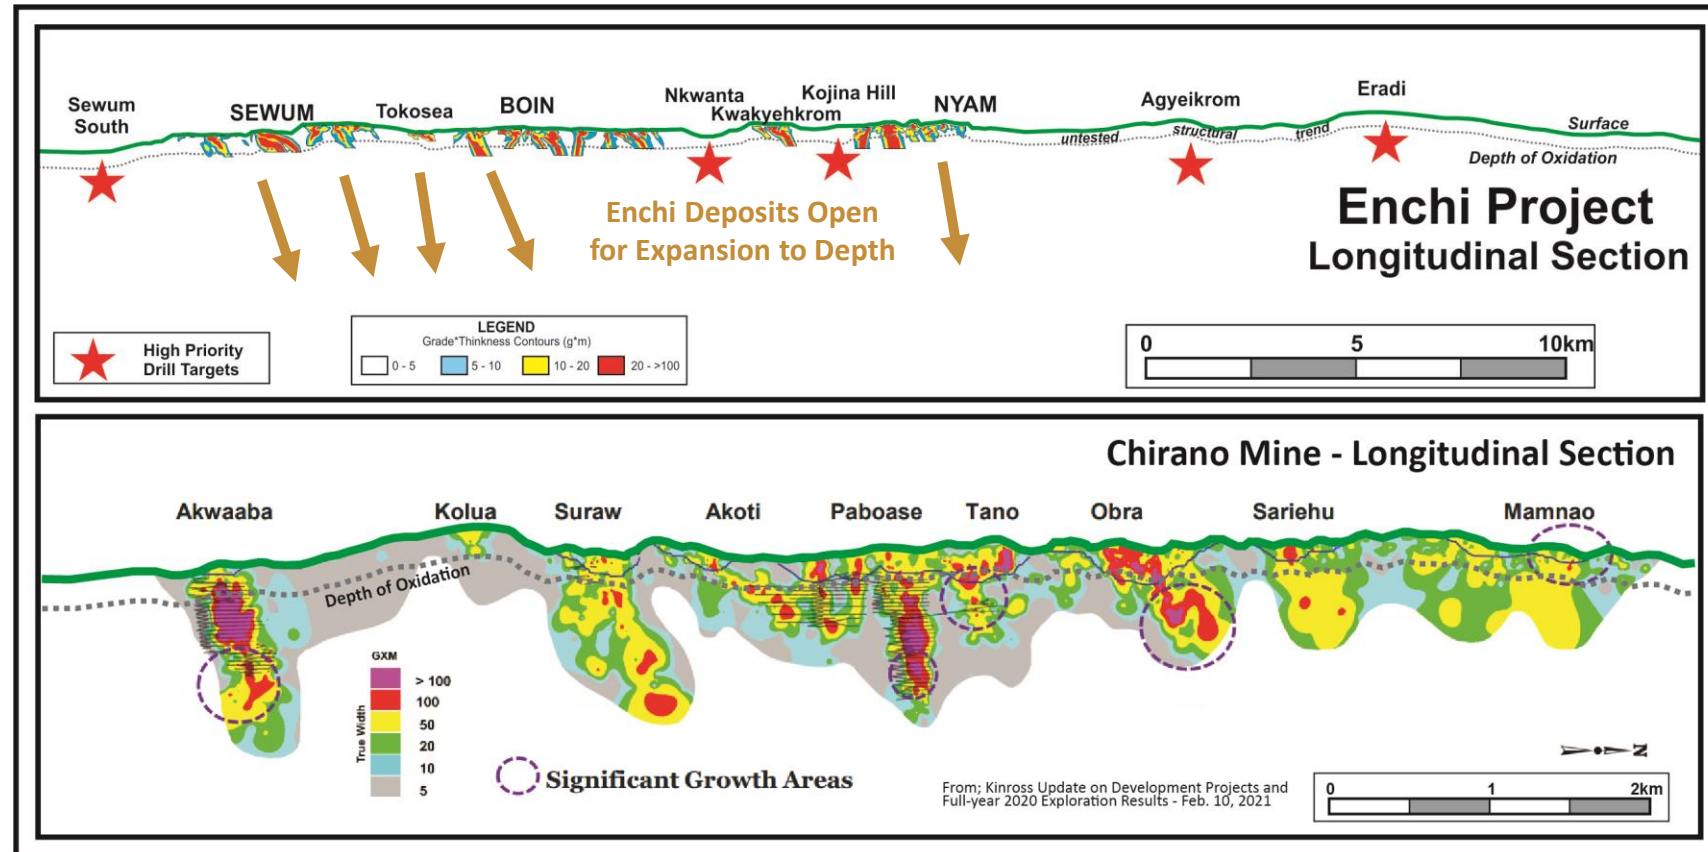 Sewum
South
SEWUM
Tokosea
BOIN
Nkwanta
Kwakyehkrom
Kojina Hill
NYAM
Agyeikrom
Eradi
untested structural trend
Surface
Depth of Oxidation
Enchi Deposits Open
for Expansion to Depth
Enchi Project
Longitudinal Section
High Priority
Drill Targets
LEGEND
Grade*Thinkness Contours (g*m)
0 - 5 5 - 10 10 - 20 20 - >100
0 5 10km
Chirano Mine - Longitudinal Section
Akwaaba Kolua Suraw Akoti Paboase Tano Obra Sariehu Mamnao
Depth of Oxidation
GXM
True Width
> 100
100
50
20
10
5
Significant Growth Areas
From; Kinross Update on Development Projects and
Full-year 2020 Exploration Results - Feb. 10, 2021
N
0 1 2km